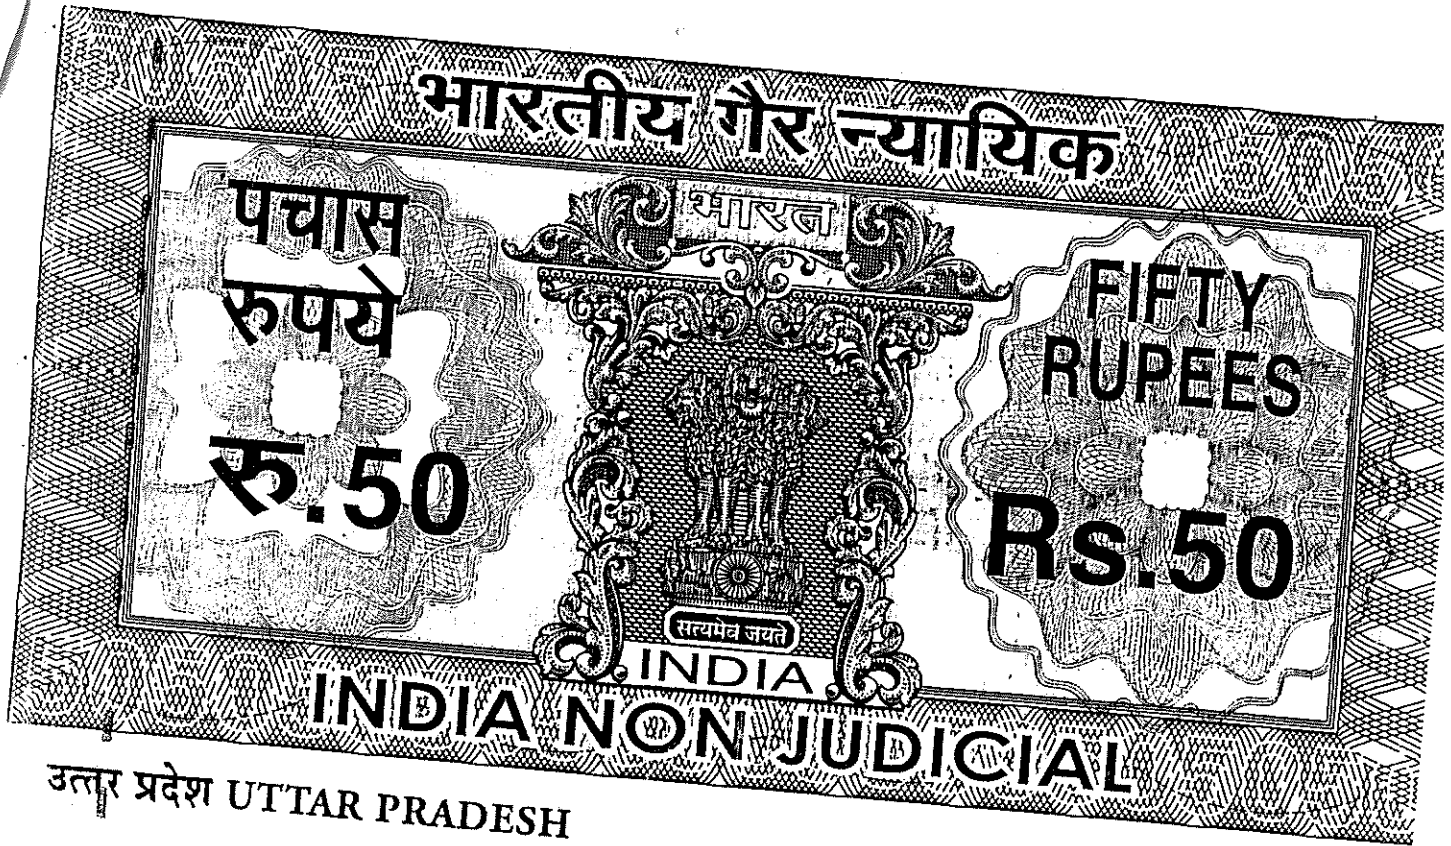 भारतीय गैर न्यायिक
भारत
पचास
रुपये
रु.50
FIFTY
RUPEES
Rs.50
सत्यमेव जयते
INDIA
INDIA NON JUDICIAL
उत्तर प्रदेश UTTAR PRADESH